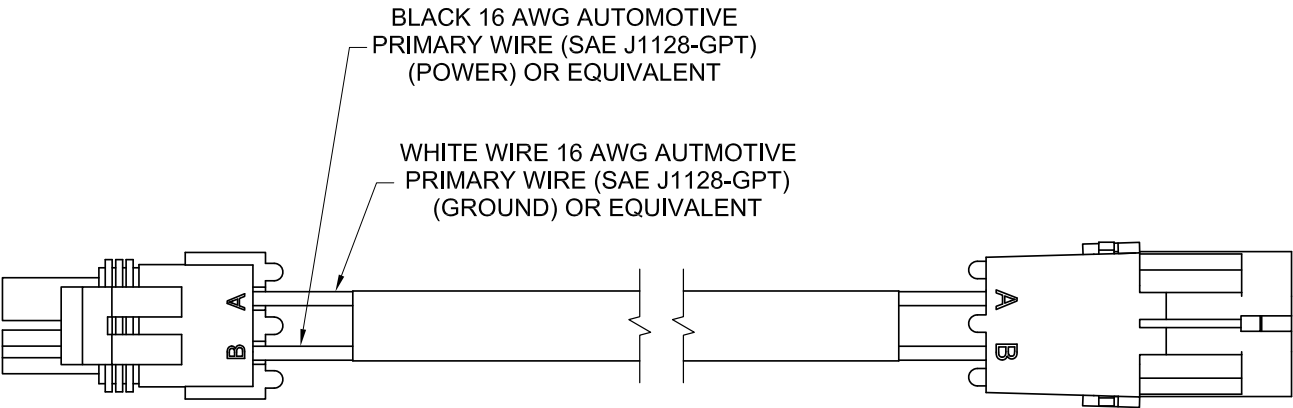 BLACK 16 AWG AUTOMOTIVE
PRIMARY WIRE (SAE J1128-GPT)
(POWER) OR EQUIVALENT
WHITE WIRE 16 AWG AUTMOTIVE
PRIMARY WIRE (SAE J1128-GPT)
(GROUND) OR EQUIVALENT
A
A
B
B